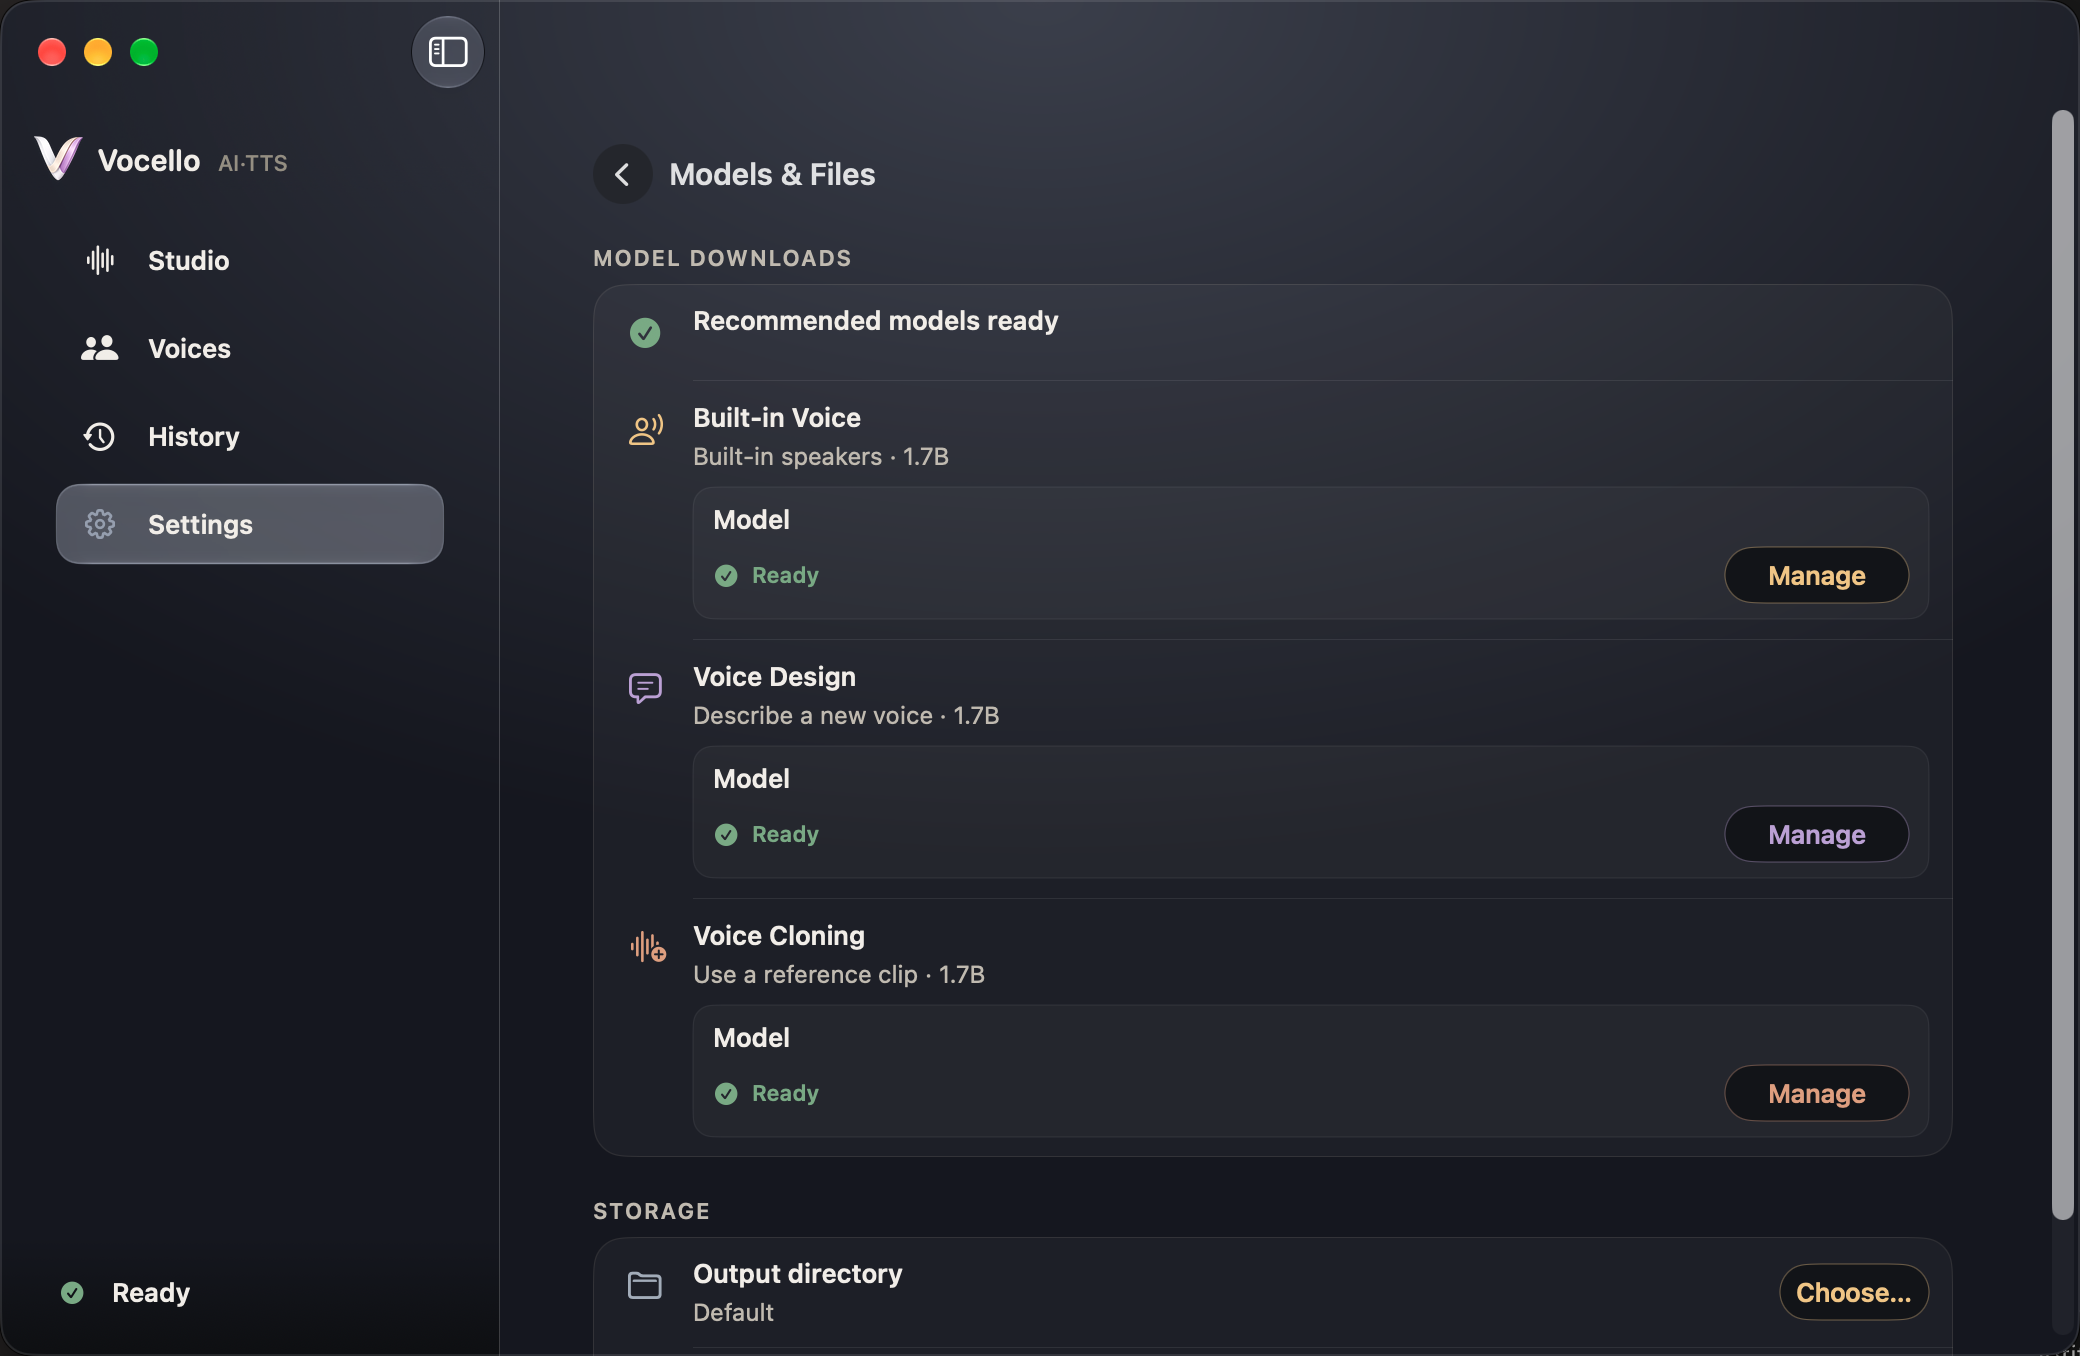 Vocello AI·TTS
Studio
Voices
History
Settings
Ready
Models & Files
MODEL DOWNLOADS
Recommended models ready
Built-in Voice
Built-in speakers · 1.7B
Model
Ready
Manage
Voice Design
Describe a new voice · 1.7B
Model
Ready
Manage
Voice Cloning
Use a reference clip · 1.7B
Model
Ready
Manage
STORAGE
Output directory
Default
Choose...